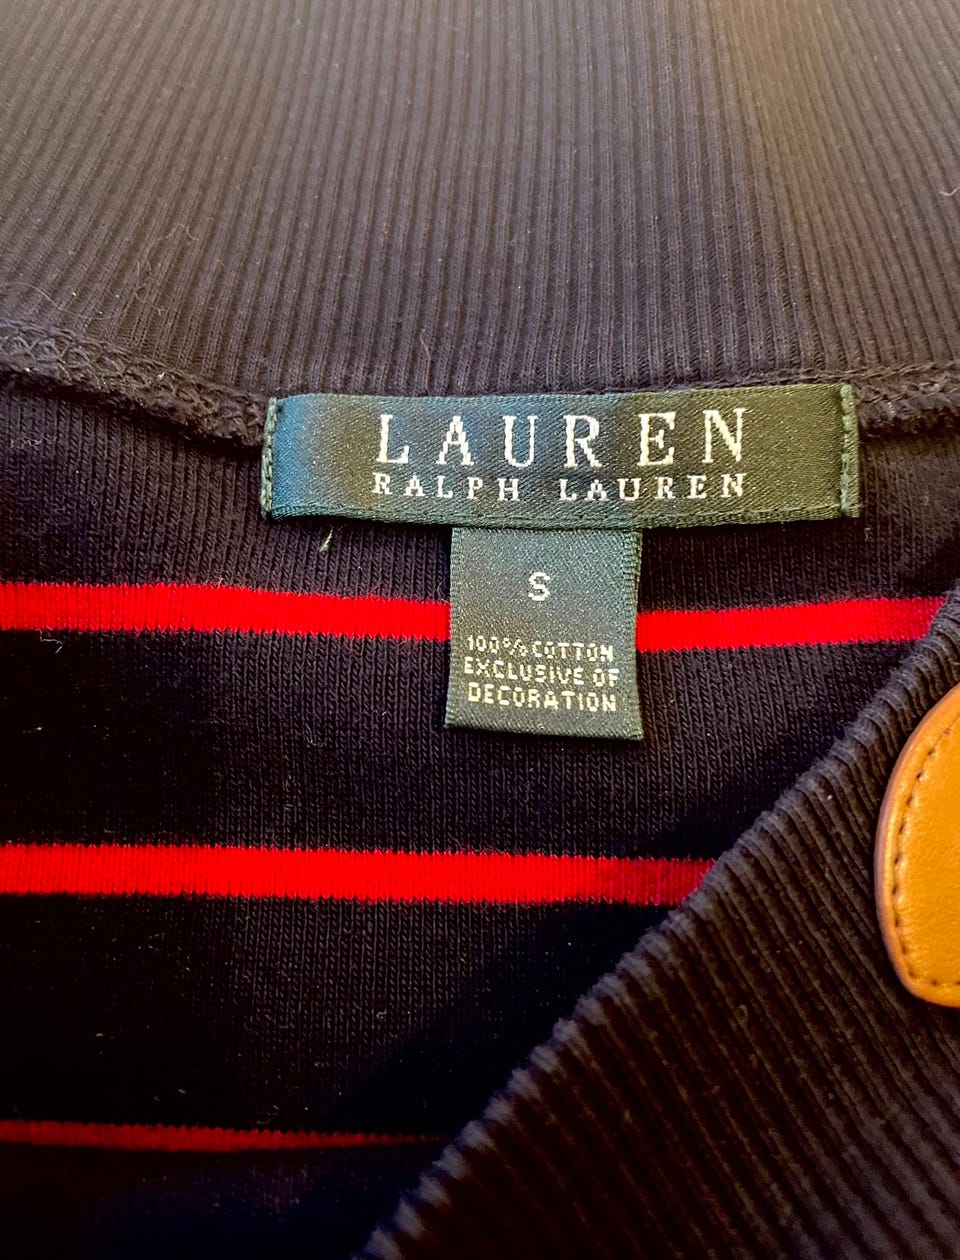 LAUREN
RALPH LAUREN
S
100% COTTON
EXCLUSIVE OF
DECORATION